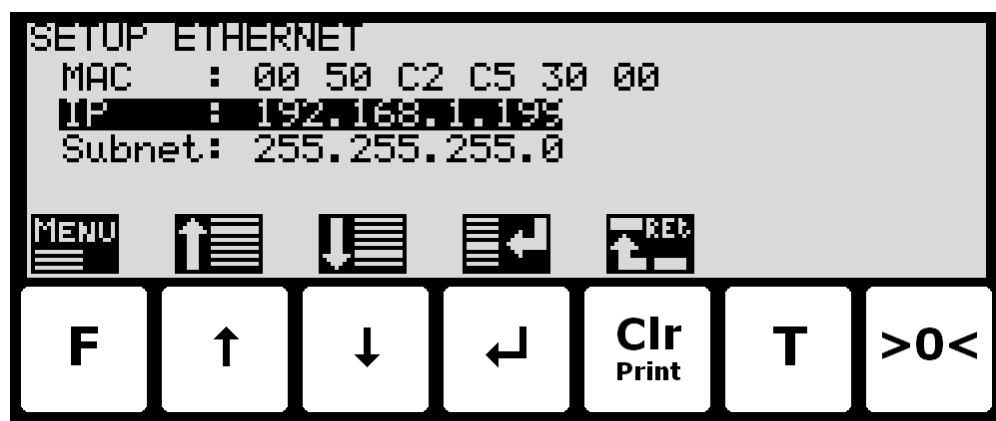 SETUP ETHERNET
MAC : 00 50 C2 C5 30 00
IP : 192.168.1.198
Subnet: 255.255.255.0
MENU RET
F ↑ ↓ ↵ Clr T >0<
Print